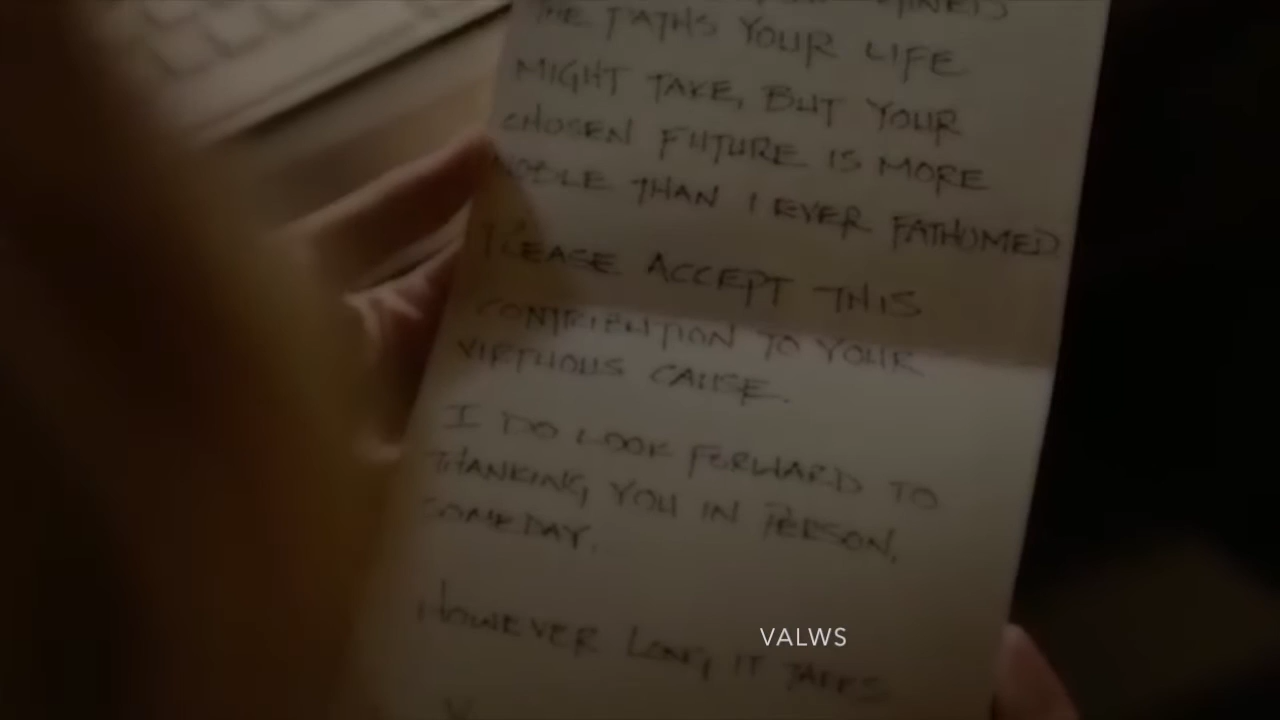 THE PATHS YOUR LIFE
MIGHT TAKE, BUT YOUR
CHOSEN FUTURE IS MORE
NOBLE THAN I EVER FATHOMED.
PLEASE ACCEPT THIS
CONTRIBUTION TO YOUR
VIRTUOUS CAUSE.
I DO LOOK FORWARD TO
THANKING YOU IN PERSON,
SOMEDAY.
HOWEVER LONG IT TAKES
VALWS